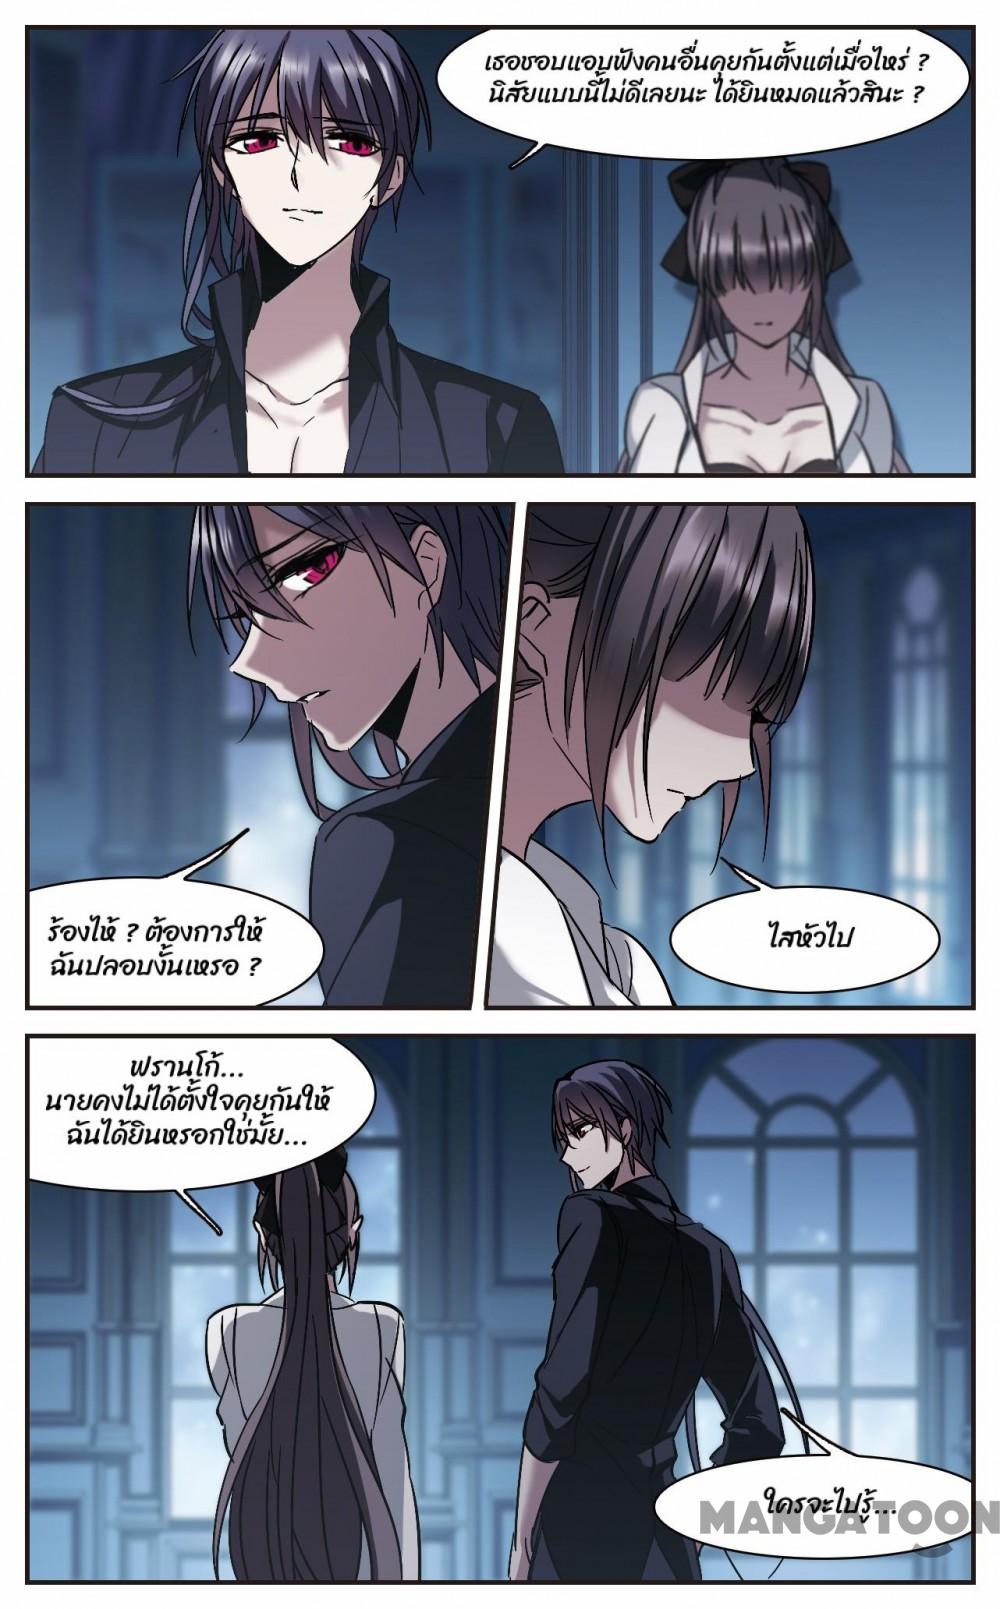 เธอชอบแอบฟังคนอื่นคุยกันตั้งแต่เมื่อไหร่ ?
นิสัยแบบนี้ไม่ดีเลยนะ ได้ยินหมดแล้วสินะ ?
ร้องไห้ ? ต้องการให้
ฉันปลอบงั้นเหรอ ?
ไสหัวไป
ฟรานโก้...
นายคงไม่ได้ตั้งใจคุยกันให้
ฉันได้ยินหรอกใช่มั้ย...
ใครจะไปรู้...
MANGATOON